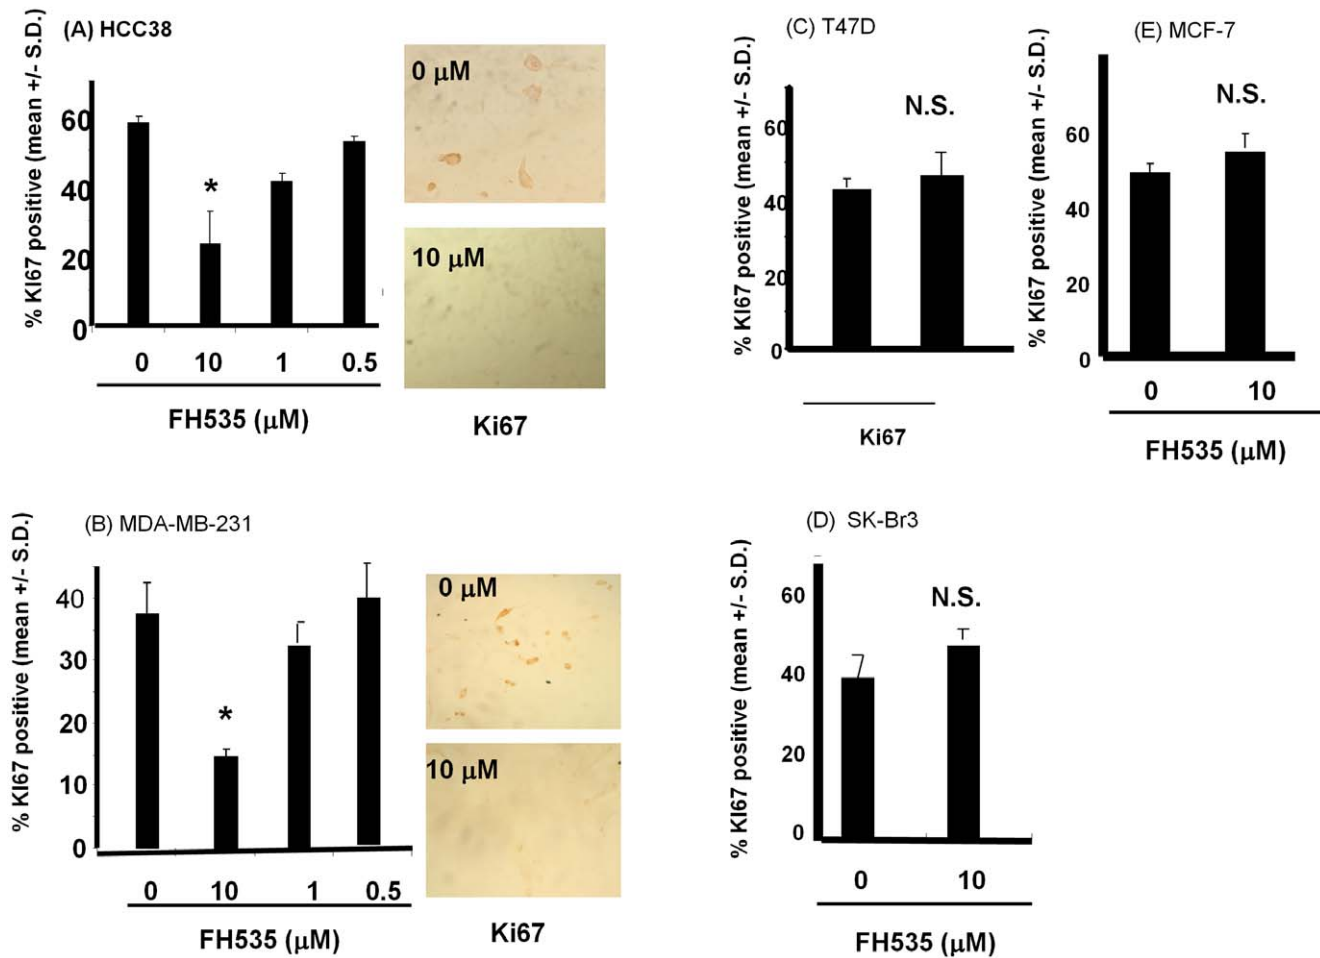 (A) HCC38
% KI67 positive (mean +/- S.D.)
60
40
20
0
*
0 10 1 0.5
FH535 (µM)
0 µM
10 µM
Ki67
(C) T47D
% KI67 positive (mean +/- S.D.)
60
40
20
0
N.S.
Ki67
(E) MCF-7
% KI67 positive (mean +/- S.D.)
60
40
20
0
N.S.
0 10
FH535 (µM)
(B) MDA-MB-231
% KI67 positive (mean +/- S.D.)
40
30
20
10
0
*
0 10 1 0.5
FH535 (µM)
0 µM
10 µM
Ki67
(D) SK-Br3
% KI67 positive (mean +/- S.D.)
60
40
20
0
N.S.
0 10
FH535 (µM)